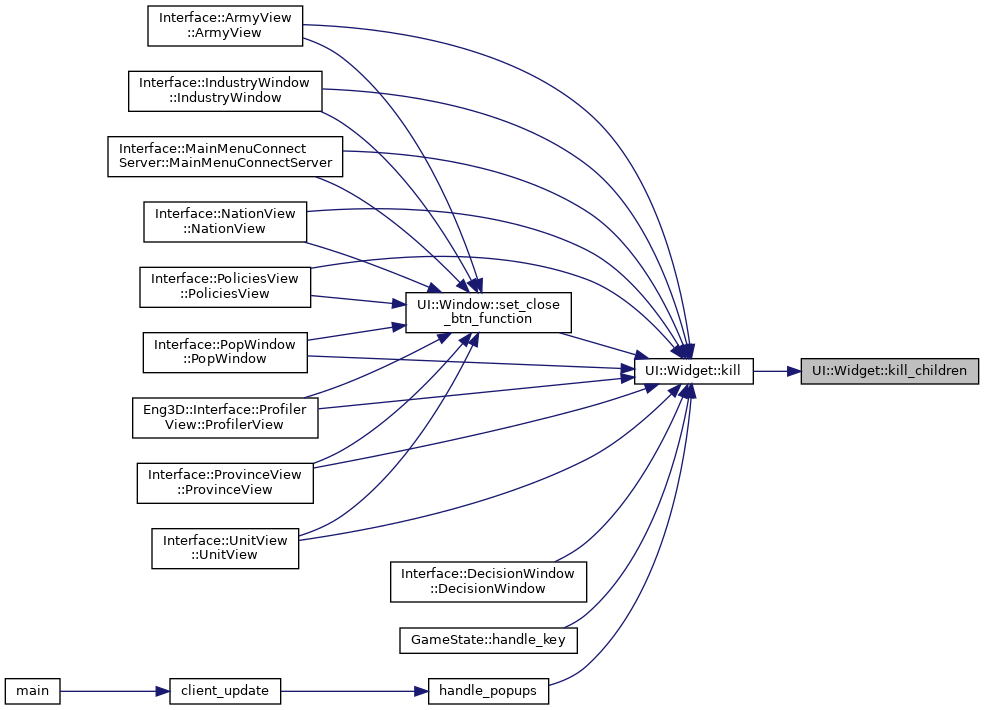 Interface::ArmyView
::ArmyView
Interface::IndustryWindow
::IndustryWindow
Interface::MainMenuConnect
Server::MainMenuConnectServer
Interface::NationView
::NationView
Interface::PoliciesView
::PoliciesView
UI::Window::set_close
_btn_function
Interface::PopWindow
::PopWindow
UI::Widget::kill
UI::Widget::kill_children
Eng3D::Interface::Profiler
View::ProfilerView
Interface::ProvinceView
::ProvinceView
Interface::UnitView
::UnitView
Interface::DecisionWindow
::DecisionWindow
GameState::handle_key
main
client_update
handle_popups